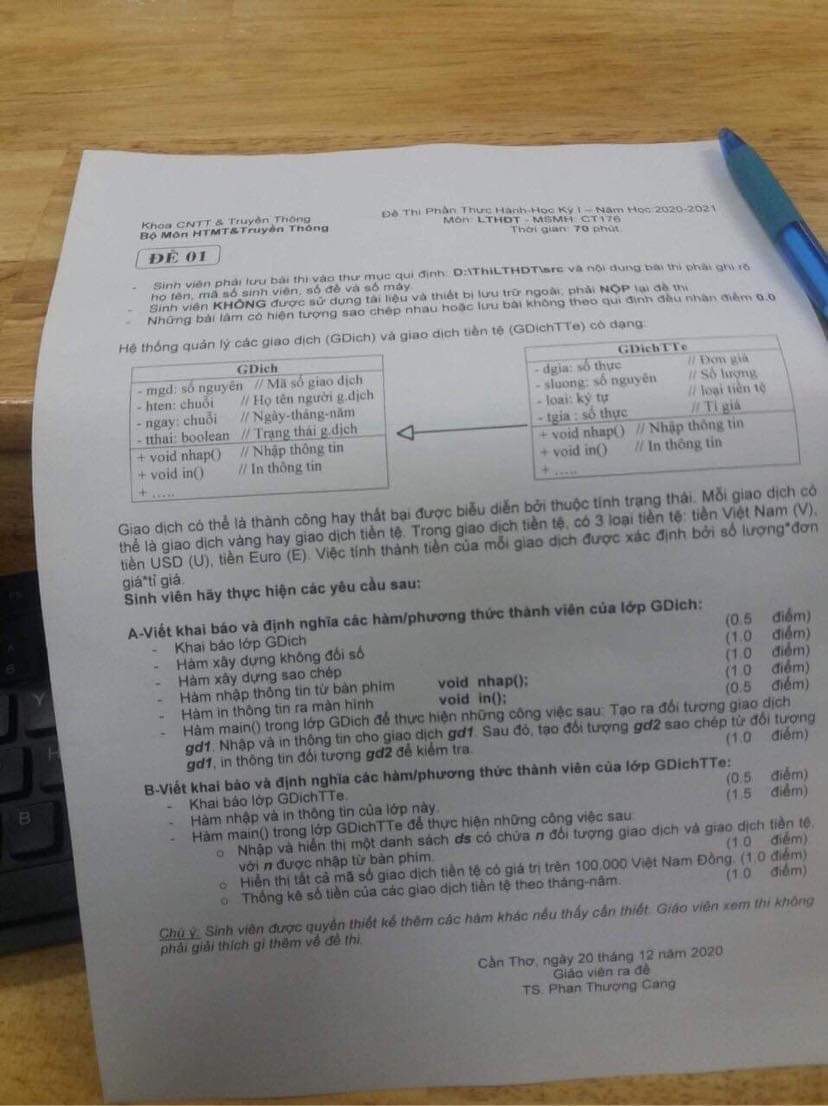 Khoa CNTT & Truyền Thông
Bộ Môn HTMT&Truyền Thông
Đề Thi Phần Thực Hành-Học Kỳ I – Năm Học 2020-2021
Môn: LTHĐT - MSMH: CT176
Thời gian: 70 phút
ĐỀ 01
- Sinh viên phải lưu bài thi vào thư mục qui định: D:\ThiLTHDT\src và nội dung bài thi phải ghi rõ
họ tên, mã số sinh viên, số đề và số máy
- Sinh viên KHÔNG được sử dụng tài liệu và thiết bị lưu trữ ngoài, phải NỘP lại đề thi
- Những bài làm có hiện tượng sao chép nhau hoặc lưu bài không theo qui định đều nhận điểm 0.0
Hệ thống quản lý các giao dịch (GDich) và giao dịch tiền tệ (GDichTTe) có dạng:
GDich
- mgd: số nguyên // Mã số giao dịch
- hten: chuỗi // Họ tên người g.dịch
- ngay: chuỗi // Ngày-tháng-năm
- tthai: boolean // Trạng thái g.dịch
+ void nhap() // Nhập thông tin
+ void in() // In thông tin
+ .....
GDichTTe
- dgia: số thực // Đơn giá
- sluong: số nguyên // Số lượng
- loai: ký tự // loại tiền tệ
- tgia : số thực // Tỉ giá
+ void nhap() // Nhập thông tin
+ void in() // In thông tin
+ .....
Giao dịch có thể là thành công hay thất bại được biễu diễn bởi thuộc tính trạng thái. Mỗi giao dịch có
thể là giao dịch vàng hay giao dịch tiền tệ. Trong giao dịch tiền tệ, có 3 loại tiền tệ: tiền Việt Nam (V),
tiền USD (U), tiền Euro (E). Việc tính thành tiền của mỗi giao dịch được xác định bởi số lượng*đơn
giá*tỉ giá.
Sinh viên hãy thực hiện các yêu cầu sau:
A-Viết khai báo và định nghĩa các hàm/phương thức thành viên của lớp GDich:
- Khai báo lớp GDich (0.5 điểm)
- Hàm xây dựng không đối số (1.0 điểm)
- Hàm xây dựng sao chép (1.0 điểm)
- Hàm nhập thông tin từ bàn phím void nhap(); (1.0 điểm)
- Hàm in thông tin ra màn hình void in(); (0.5 điểm)
- Hàm main() trong lớp GDich để thực hiện những công việc sau: Tạo ra đối tượng giao dịch
gd1. Nhập và in thông tin cho giao dịch gd1. Sau đó, tạo đối tượng gd2 sao chép từ đối tượng
gd1, in thông tin đối tượng gd2 để kiểm tra. (1.0 điểm)
B-Viết khai báo và định nghĩa các hàm/phương thức thành viên của lớp GDichTTe:
- Khai báo lớp GDichTTe. (0.5 điểm)
- Hàm nhập và in thông tin của lớp này. (1.5 điểm)
- Hàm main() trong lớp GDichTTe để thực hiện những công việc sau:
o Nhập và hiển thị một danh sách ds có chứa n đối tượng giao dịch và giao dịch tiền tệ,
với n được nhập từ bàn phím. (1.0 điểm)
o Hiển thị tất cả mã số giao dịch tiền tệ có giá trị trên 100.000 Việt Nam Đồng. (1.0 điểm)
o Thống kê số tiền của các giao dịch tiền tệ theo tháng-năm. (1.0 điểm)
Chú ý: Sinh viên được quyền thiết kế thêm các hàm khác nếu thấy cần thiết. Giáo viên xem thi không
phải giải thích gì thêm về đề thi.
Cần Thơ, ngày 20 tháng 12 năm 2020
Giáo viên ra đề
TS. Phan Thượng Cang
Y
H
B